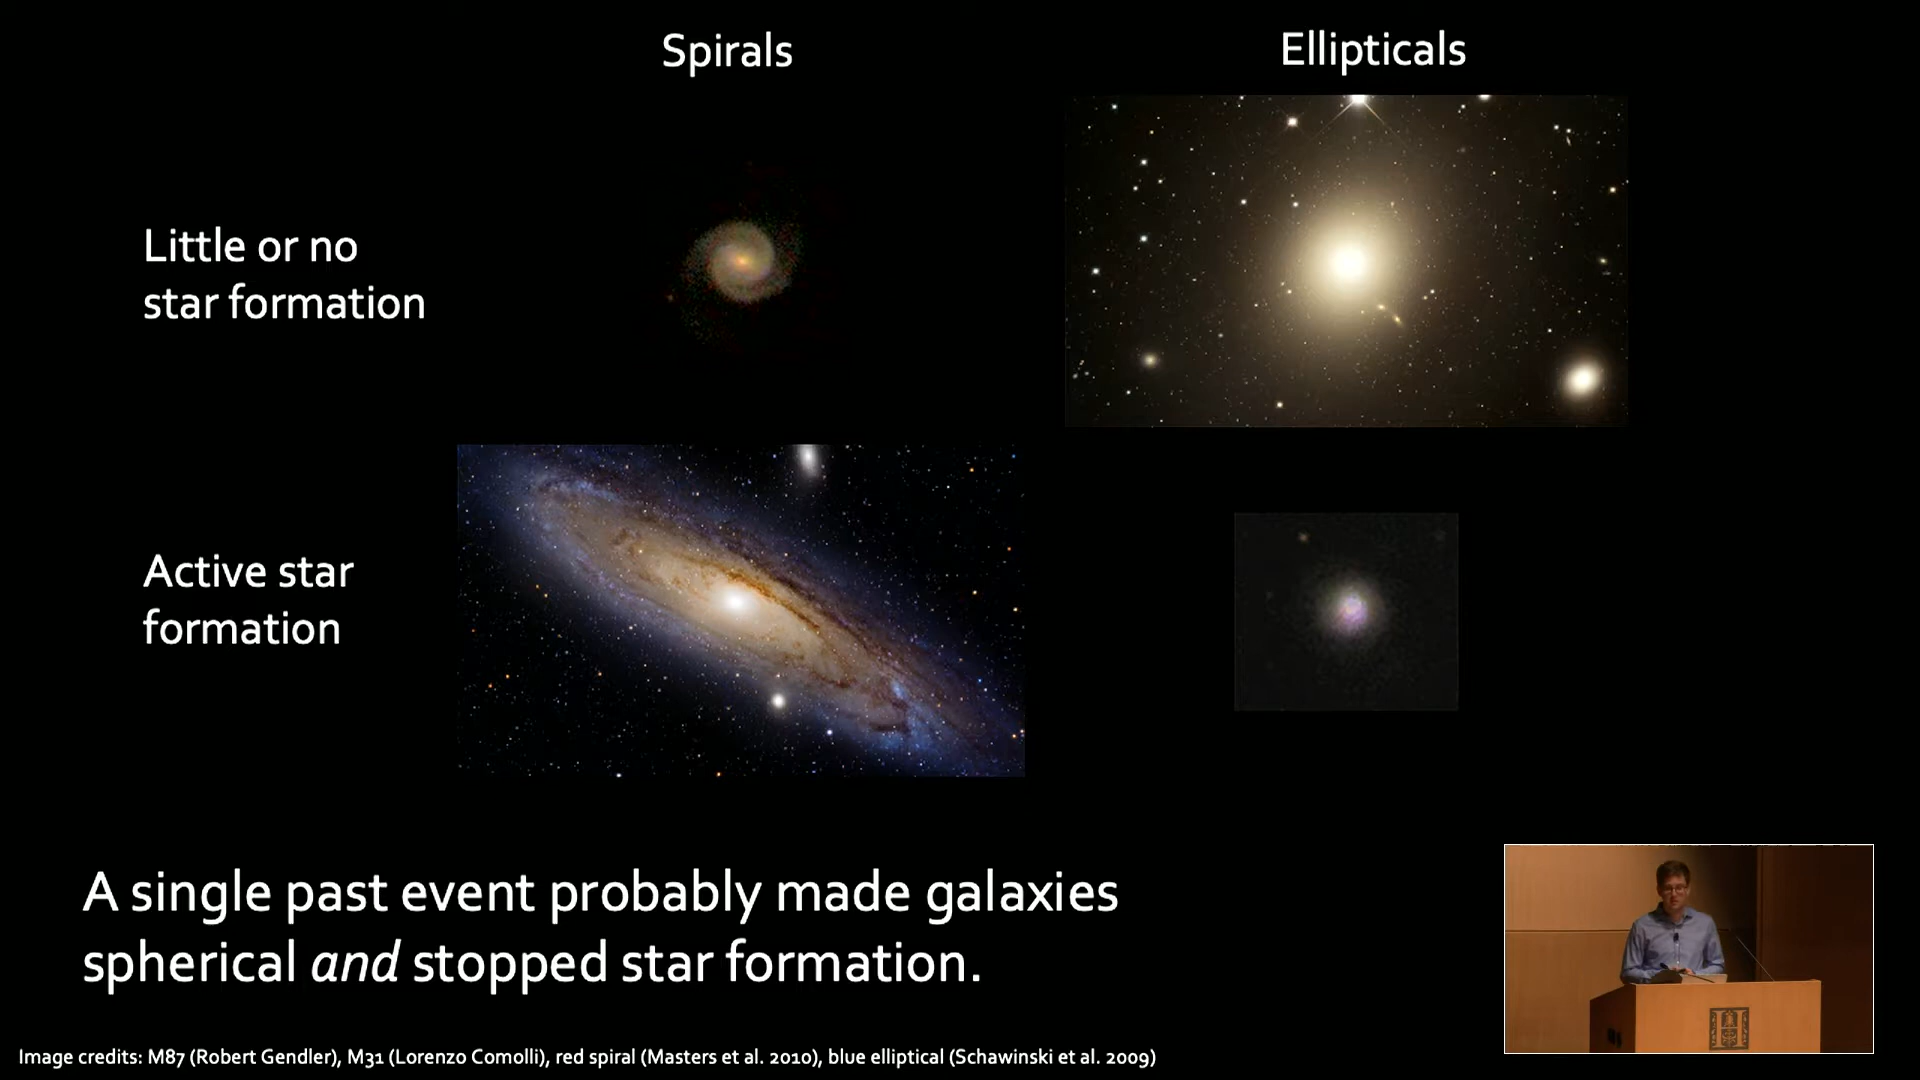 Spirals
Ellipticals
Little or no
star formation
Active star
formation
A single past event probably made galaxies
spherical and stopped star formation.
Image credits: M87 (Robert Gendler), M31 (Lorenzo Comolli), red spiral (Masters et al. 2010), blue elliptical (Schawinski et al. 2009)